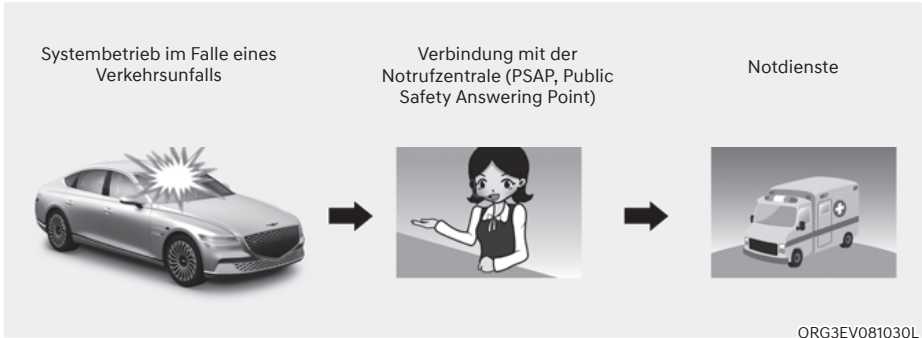 Systembetrieb im Falle eines
Verkehrsunfalls
Verbindung mit der
Notrufzentrale (PSAP, Public
Safety Answering Point)
Notdienste
ORG3EV081030L